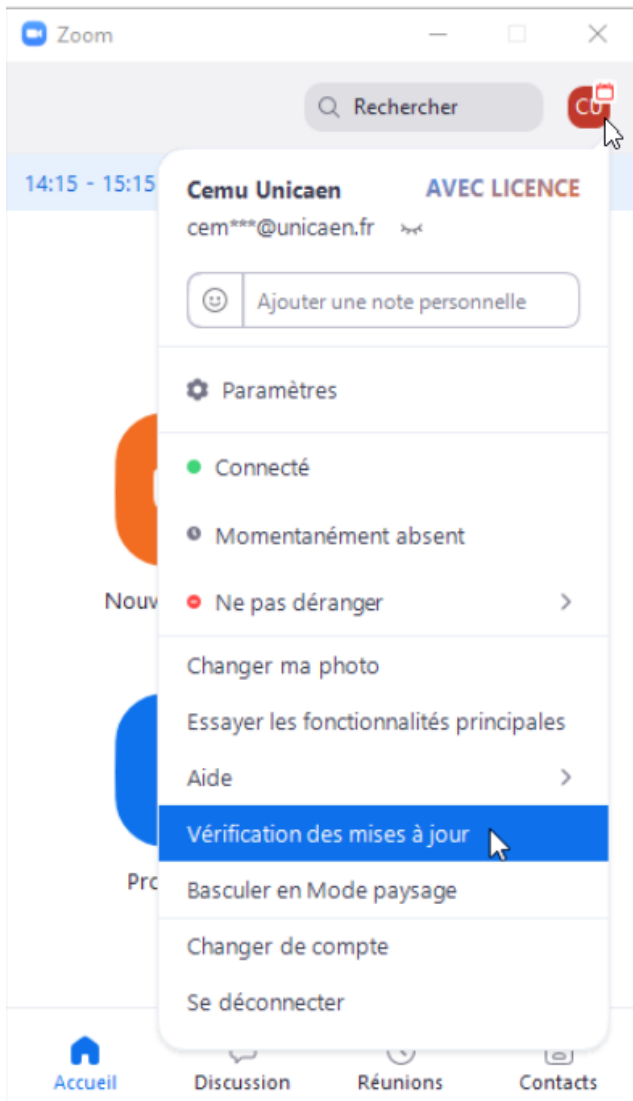 Zoom
Rechercher
CU
14:15 - 15:15
Cemu Unicaen
AVEC LICENCE
cem***@unicaen.fr
Ajouter une note personnelle
Paramètres
Connecté
Momentanément absent
Nouv
Ne pas déranger
Changer ma photo
Essayer les fonctionnalités principales
Aide
Vérification des mises à jour
Pro
Basculer en Mode paysage
Changer de compte
Se déconnecter
Accueil
Discussion
Réunions
Contacts